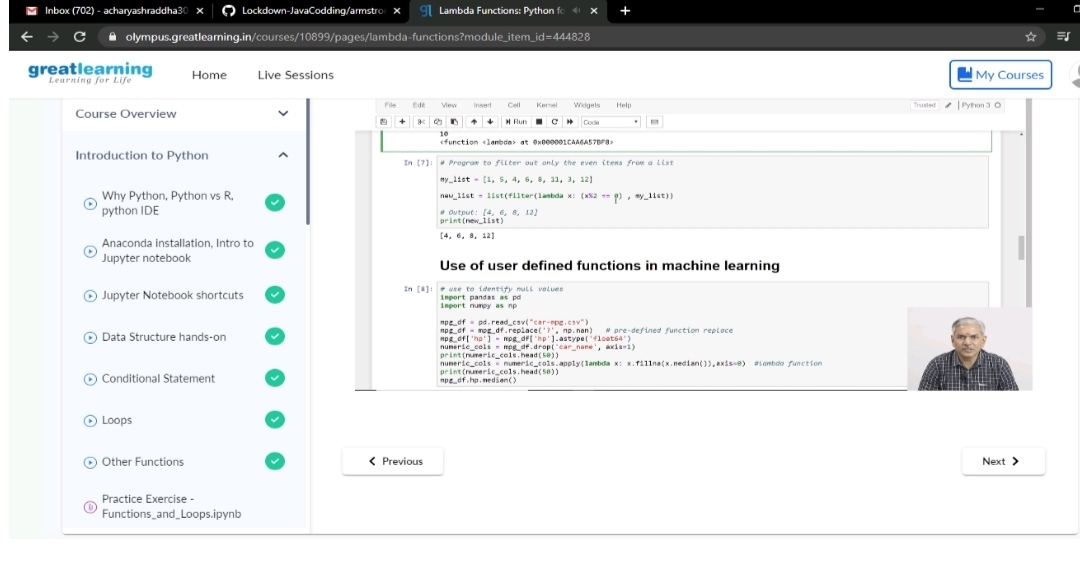 Inbox (702) - acharyashraddha30
Lockdown-JavaCodding/armstro
Lambda Functions: Python fo
olympus.greatlearning.in/courses/10899/pages/lambda-functions?module_item_id=444828
greatlearning
Learning for Life
Home
Live Sessions
My Courses
Course Overview
Introduction to Python
Why Python, Python vs R,
python IDE
Anaconda installation, Intro to
Jupyter notebook
Jupyter Notebook shortcuts
Data Structure hands-on
Conditional Statement
Loops
Other Functions
Practice Exercise -
Functions_and_Loops.ipynb
File Edit View Insert Cell Kernel Widgets Help
Trusted Python 3
Run
Code
10
<function <lambda> at 0x000001CAA6A57BF8>
In [7]: # Program to filter out only the even items from a list
my_list = [1, 5, 4, 6, 8, 11, 3, 12]
new_list = list(filter(lambda x: (x%2 == 0) , my_list))
# Output: [4, 6, 8, 12]
print(new_list)
[4, 6, 8, 12]
Use of user defined functions in machine learning
In [8]: # use to identify null values
import pandas as pd
import numpy as np
mpg_df = pd.read_csv("car-mpg.csv")
mpg_df = mpg_df.replace('?', np.nan) # pre-defined function replace
mpg_df['hp'] = mpg_df['hp'].astype('float64')
numeric_cols = mpg_df.drop('car_name', axis=1)
print(numeric_cols.head(50))
numeric_cols = numeric_cols.apply(lambda x: x.fillna(x.median()),axis=0) #lambda function
print(numeric_cols.head(50))
mpg_df.hp.median()
Previous
Next